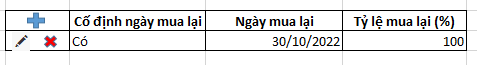 Cố định ngày mua lại Ngày mua lại Tỷ lệ mua lại (%)
Có 30/10/2022 100